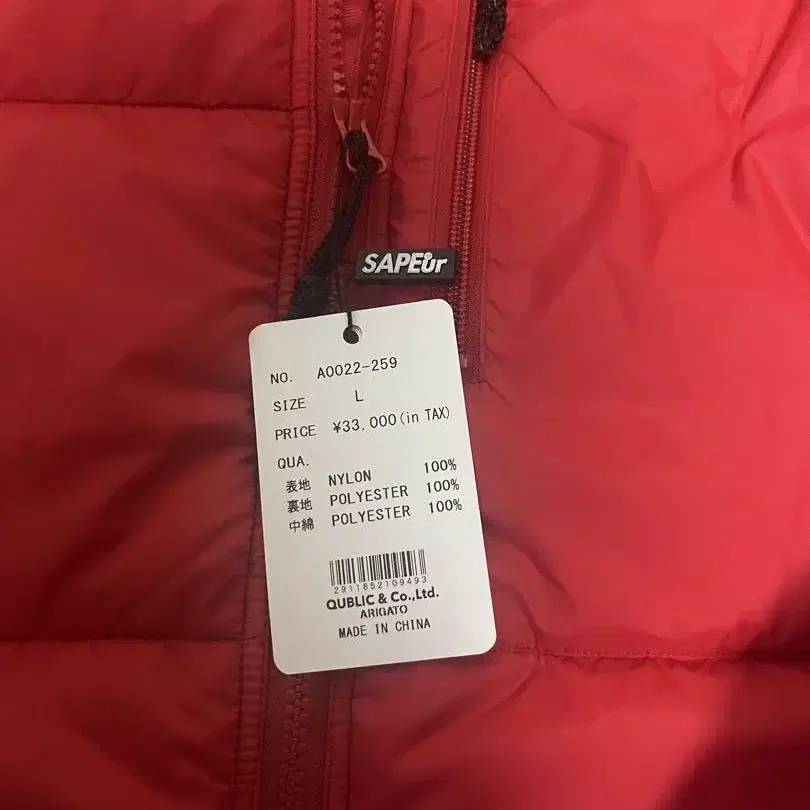 SAPEur
NO. A0022-259
SIZE L
PRICE ¥33,000(in TAX)
QUA.
表地 NYLON 100%
裏地 POLYESTER 100%
中綿 POLYESTER 100%
2911852109493
QUBLIC & Co.,Ltd.
ARIGATO
MADE IN CHINA